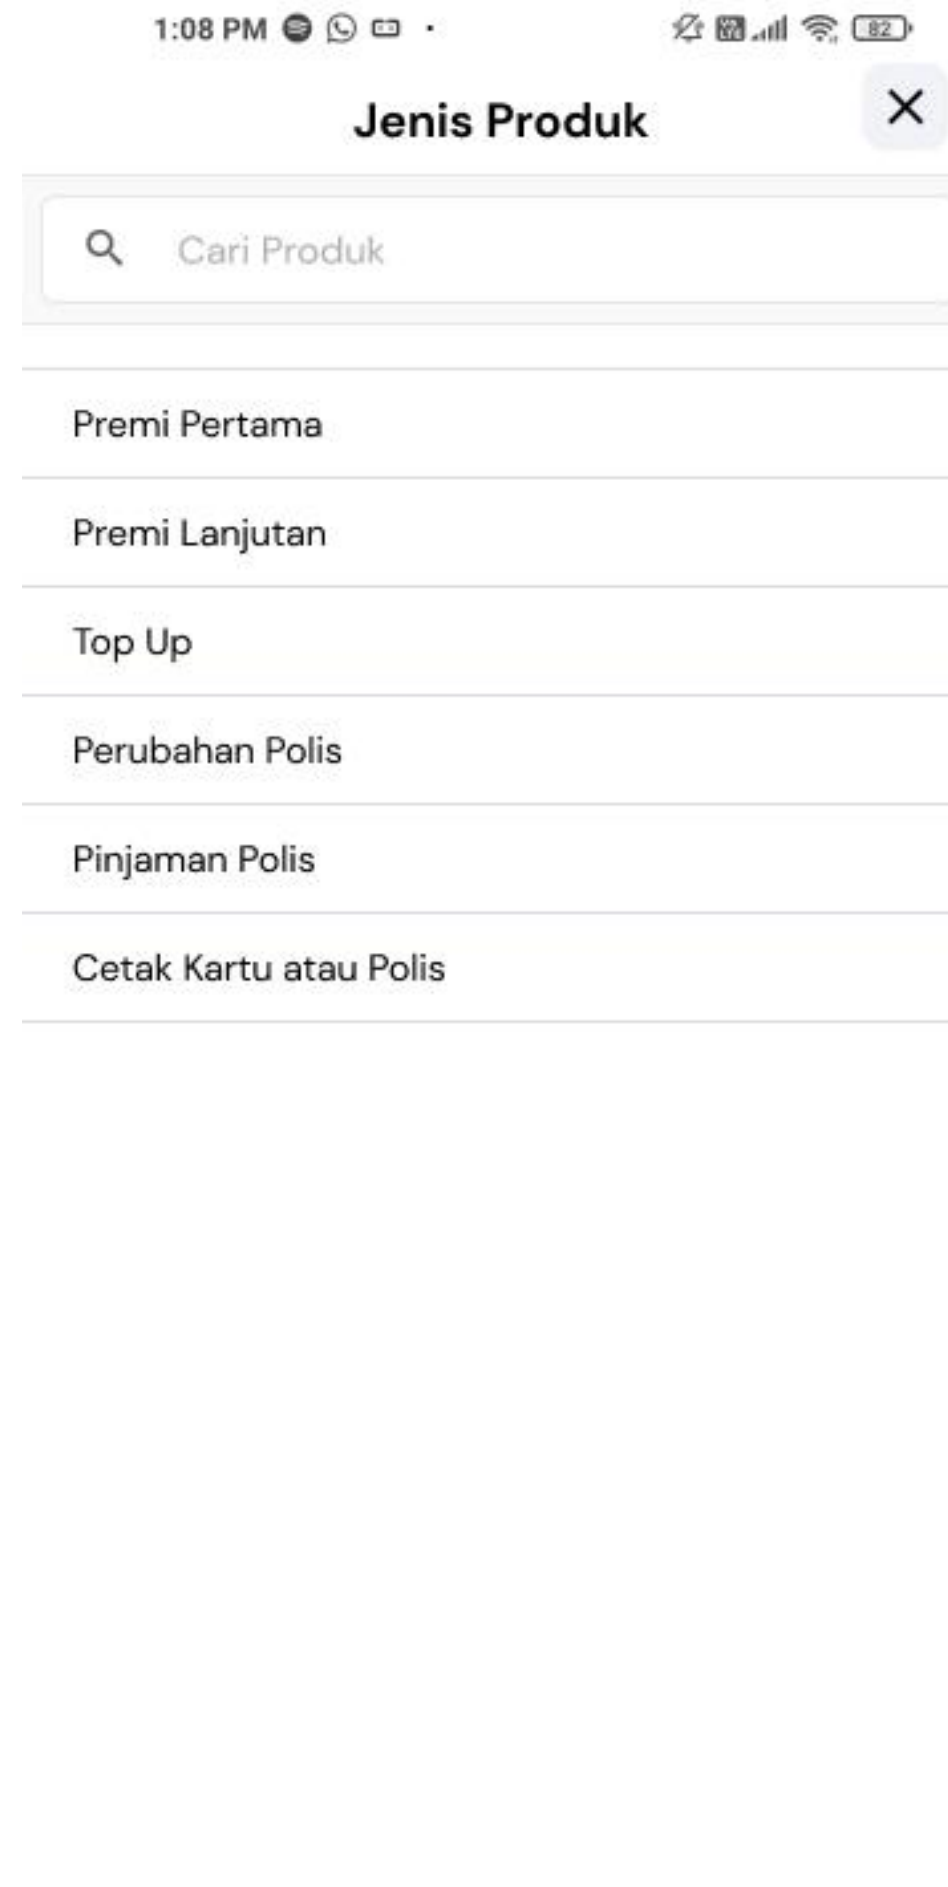 1:08 PM
82
Jenis Produk
Cari Produk
Premi Pertama
Premi Lanjutan
Top Up
Perubahan Polis
Pinjaman Polis
Cetak Kartu atau Polis